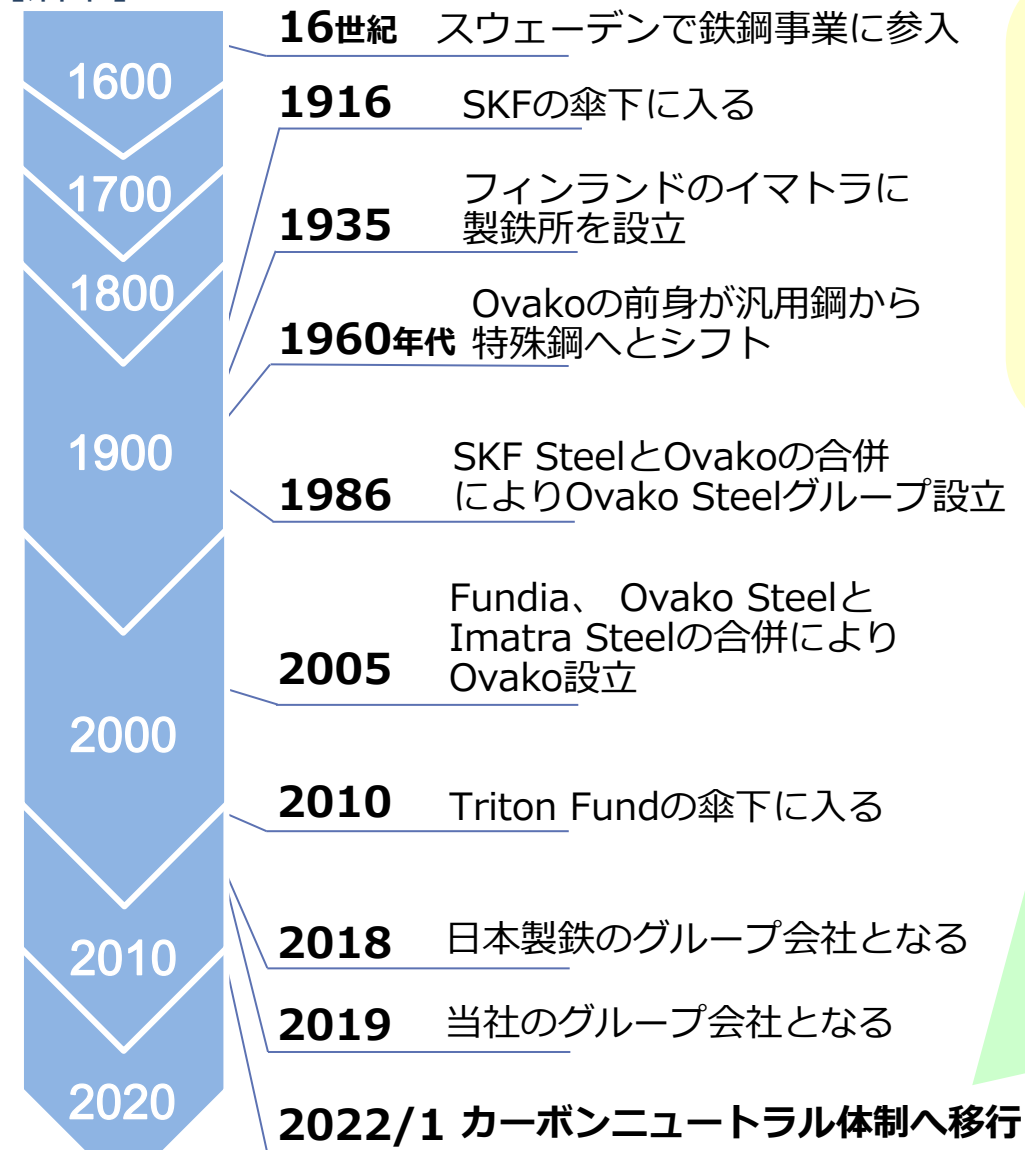 16世紀 スウェーデンで鉄鋼事業に参入
1600
1916 SKFの傘下に入る
1700
フィンランドのイマトラに
1935 製鉄所を設立
1800
Ovakoの前身が汎用鋼から
1960年代 特殊鋼へとシフト
1900
SKF SteelとOvakoの合併
1986 によりOvako Steelグループ設立
Fundia、 Ovako Steelと
Imatra Steelの合併により
2005 Ovako設立
2000
2010 Triton Fundの傘下に入る
2018 日本製鉄のグループ会社となる
2010
2019 当社のグループ会社となる
2020
2022/1 カーボンニュートラル体制へ移行